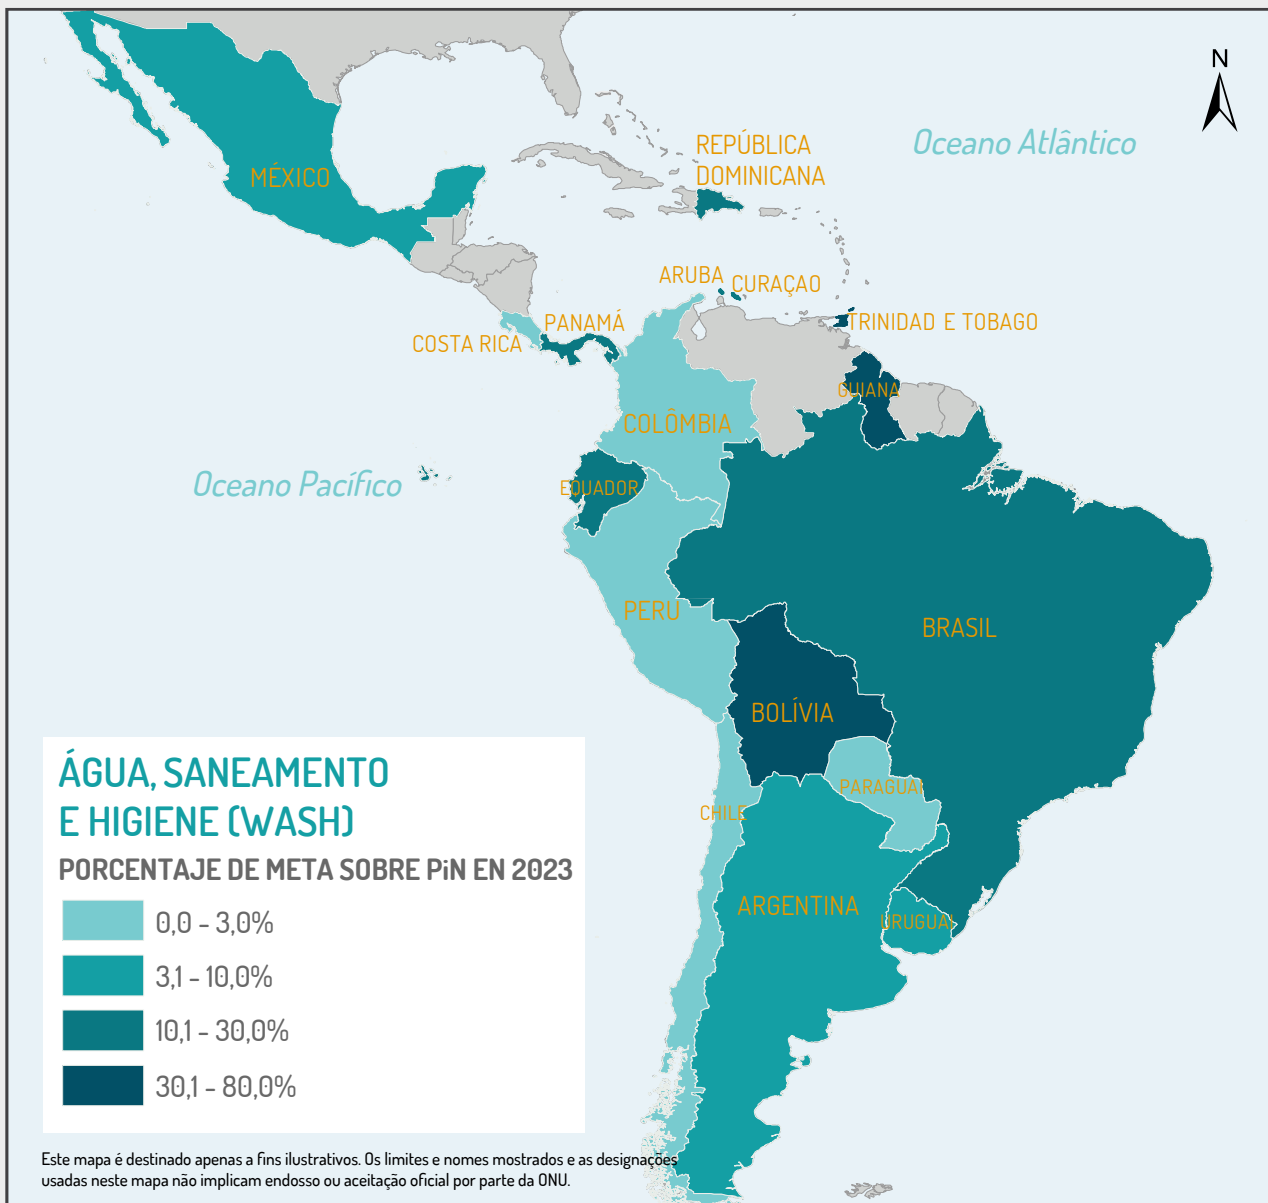 N
Oceano Atlântico
REPÚBLICA
DOMINICANA
MÉXICO
ARUBA
CURAÇAO
TRINIDAD E TOBAGO
PANAMÁ
COSTA RICA
GUIANA
COLÔMBIA
Oceano Pacífico
EQUADOR
PERU
BRASIL
BOLÍVIA
PARAGUAI
CHILE
ARGENTINA
URUGUAI
ÁGUA, SANEAMENTO
E HIGIENE (WASH)
PORCENTAJE DE META SOBRE PiN EN 2023
0,0 - 3,0%
3,1 - 10,0%
10,1 - 30,0%
30,1 - 80,0%
Este mapa é destinado apenas a fins ilustrativos. Os limites e nomes mostrados e as designações
usadas neste mapa não implicam endosso ou aceitação oficial por parte da ONU.